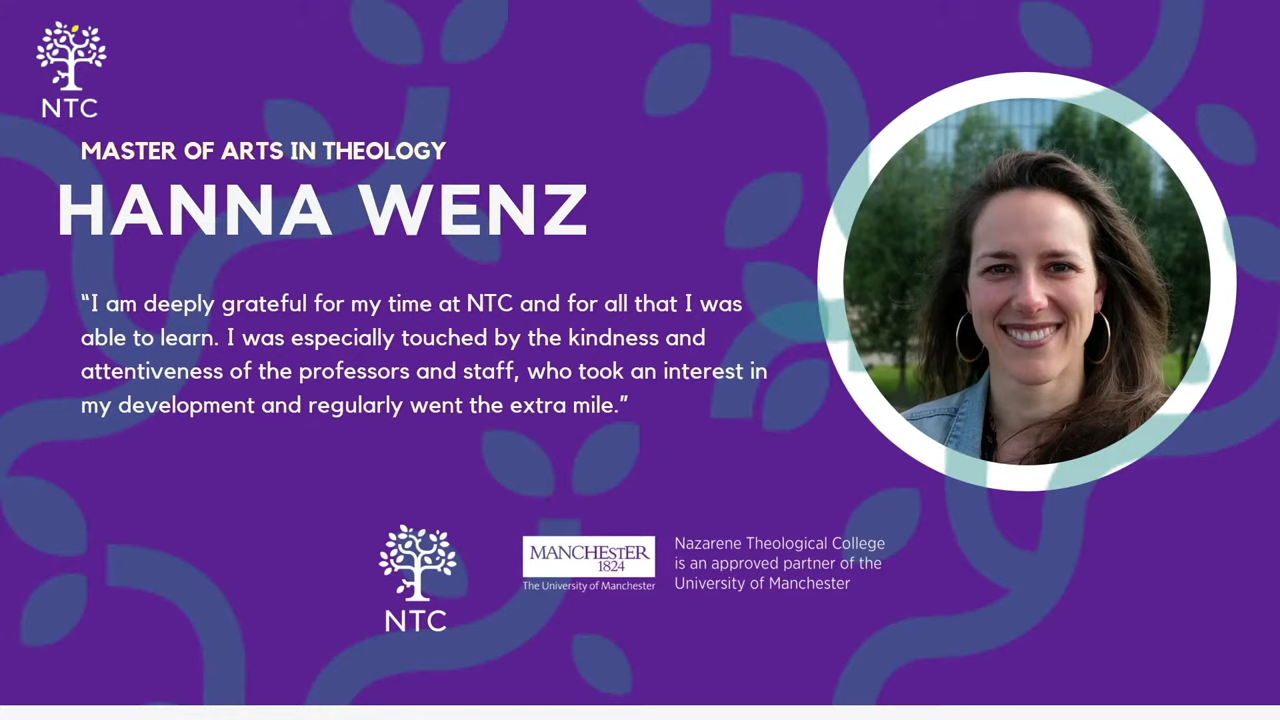 NTC
MASTER OF ARTS IN THEOLOGY
HANNA WENZ
“I am deeply grateful for my time at NTC and for all that I was
able to learn. I was especially touched by the kindness and
attentiveness of the professors and staff, who took an interest in
my development and regularly went the extra mile.”
NTC
MANCHESTER
1824
The University of Manchester
Nazarene Theological College
is an approved partner of the
University of Manchester